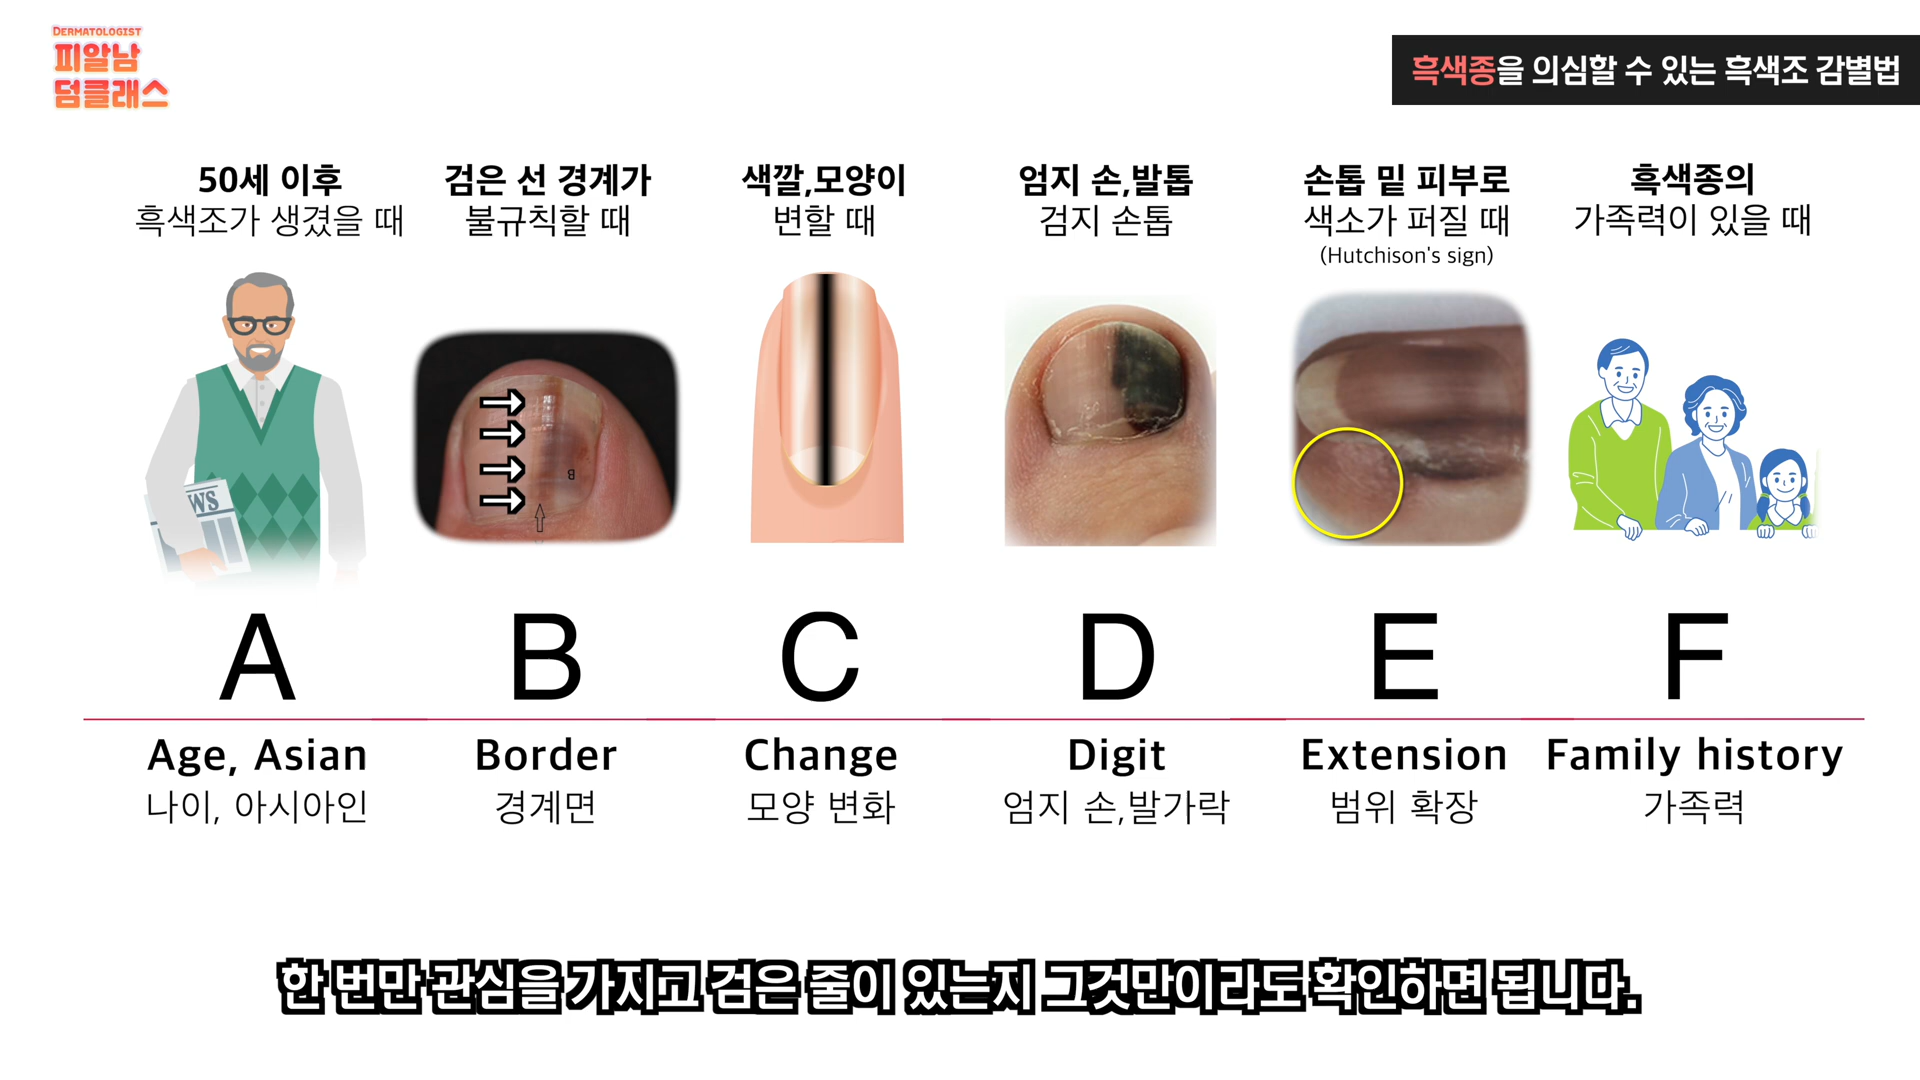 DERMATOLOGIST
피알남
덤클래스
흑색종을 의심할 수 있는 흑색조 감별법
50세 이후
흑색조가 생겼을 때
검은 선 경계가
불규칙할 때
색깔,모양이
변할 때
엄지 손,발톱
검지 손톱
손톱 밑 피부로
색소가 퍼질 때
(Hutchison's sign)
흑색종의
가족력이 있을 때
WS
B
A
B
C
D
E
F
Age, Asian
나이, 아시아인
Border
경계면
Change
모양 변화
Digit
엄지 손,발가락
Extension
범위 확장
Family history
가족력
한 번만 관심을 가지고 검은 줄이 있는지 그것만이라도 확인하면 됩니다.